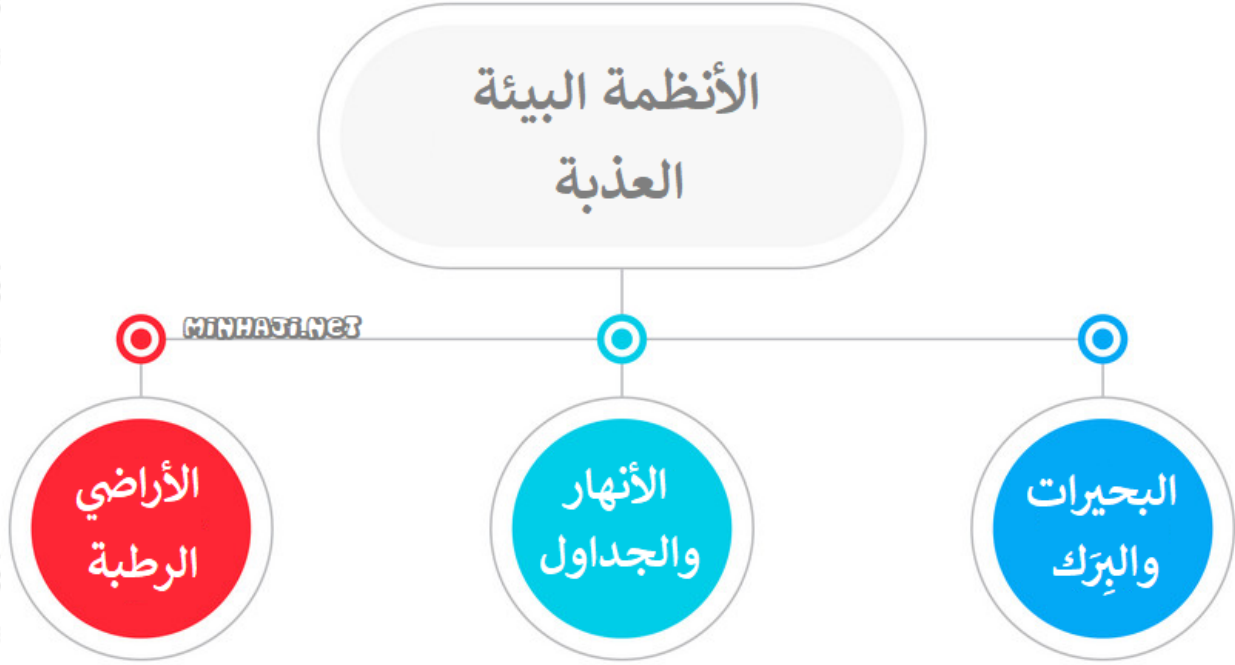 الأنظمة البيئة
العذبة
MiNHAJi.NET
البحيرات
والبِرَك
الأنهار
والجداول
الأراضي
الرطبة